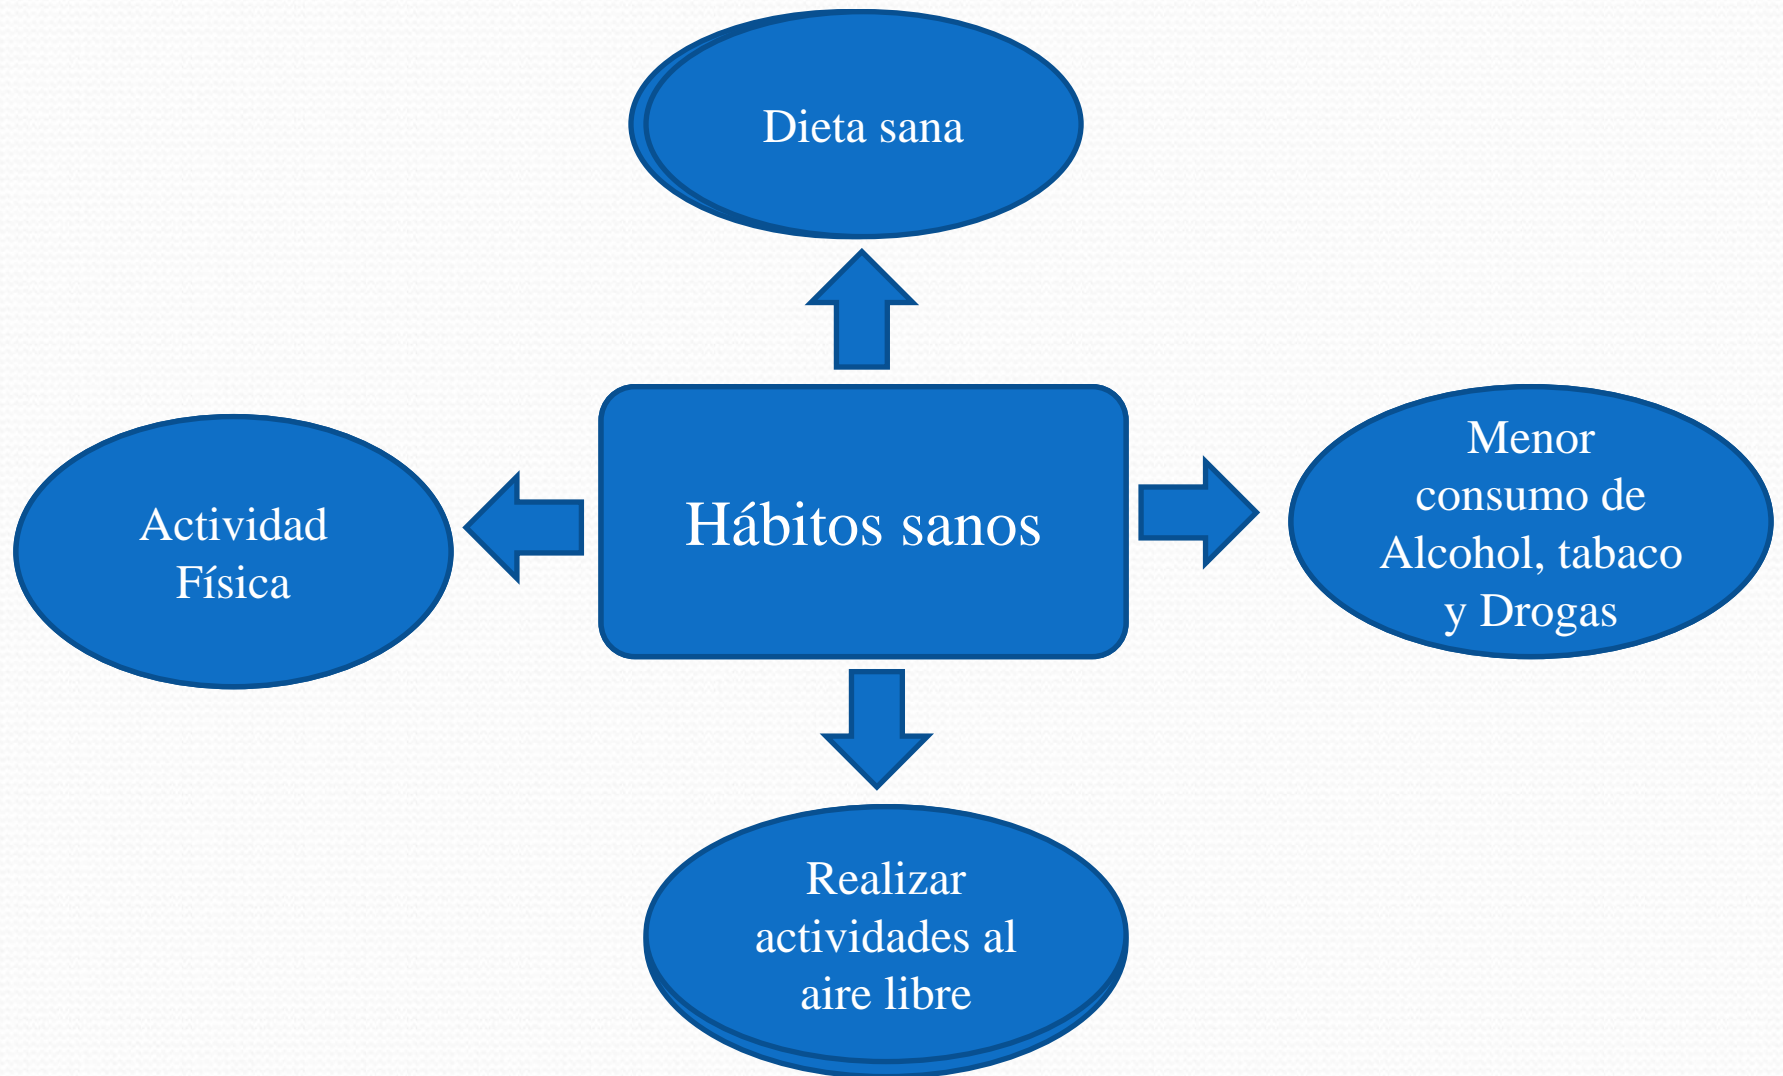 Dieta sana
Hábitos sanos
Actividad
Física
Menor
consumo de
Alcohol, tabaco
y Drogas
Realizar
actividades al
aire libre